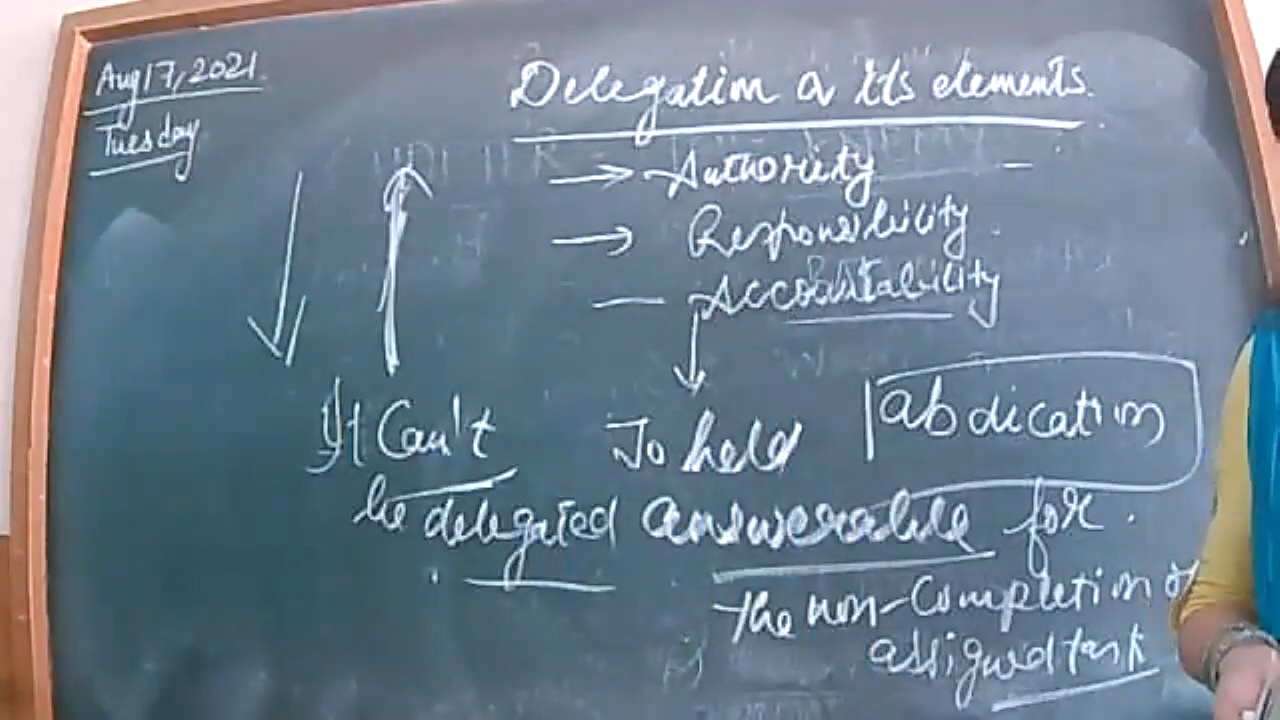 Aug 17, 2021.
Tuesday
Delegation & Its elements.
→ Authority
→ Responsibility.
— Accountability
It Can't
be delegated
To held
answerable for.
the non-Completion of
assigned task
abdication